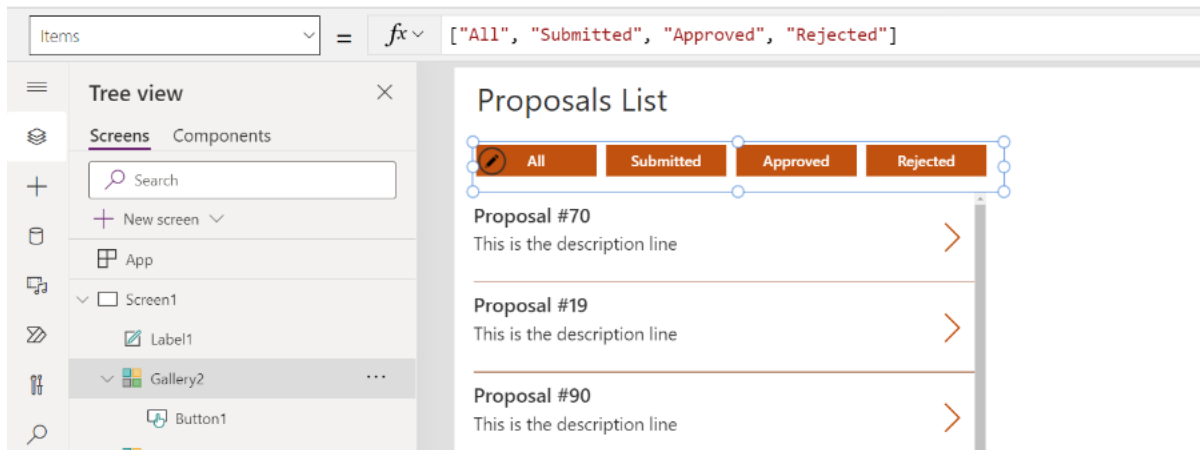 Items = fx ["All", "Submitted", "Approved", "Rejected"]
Tree view
Screens Components
Search
New screen
App
Screen1
Label1
Gallery2 ...
Button1
Proposals List
All Submitted Approved Rejected
Proposal #70
This is the description line
Proposal #19
This is the description line
Proposal #90
This is the description line